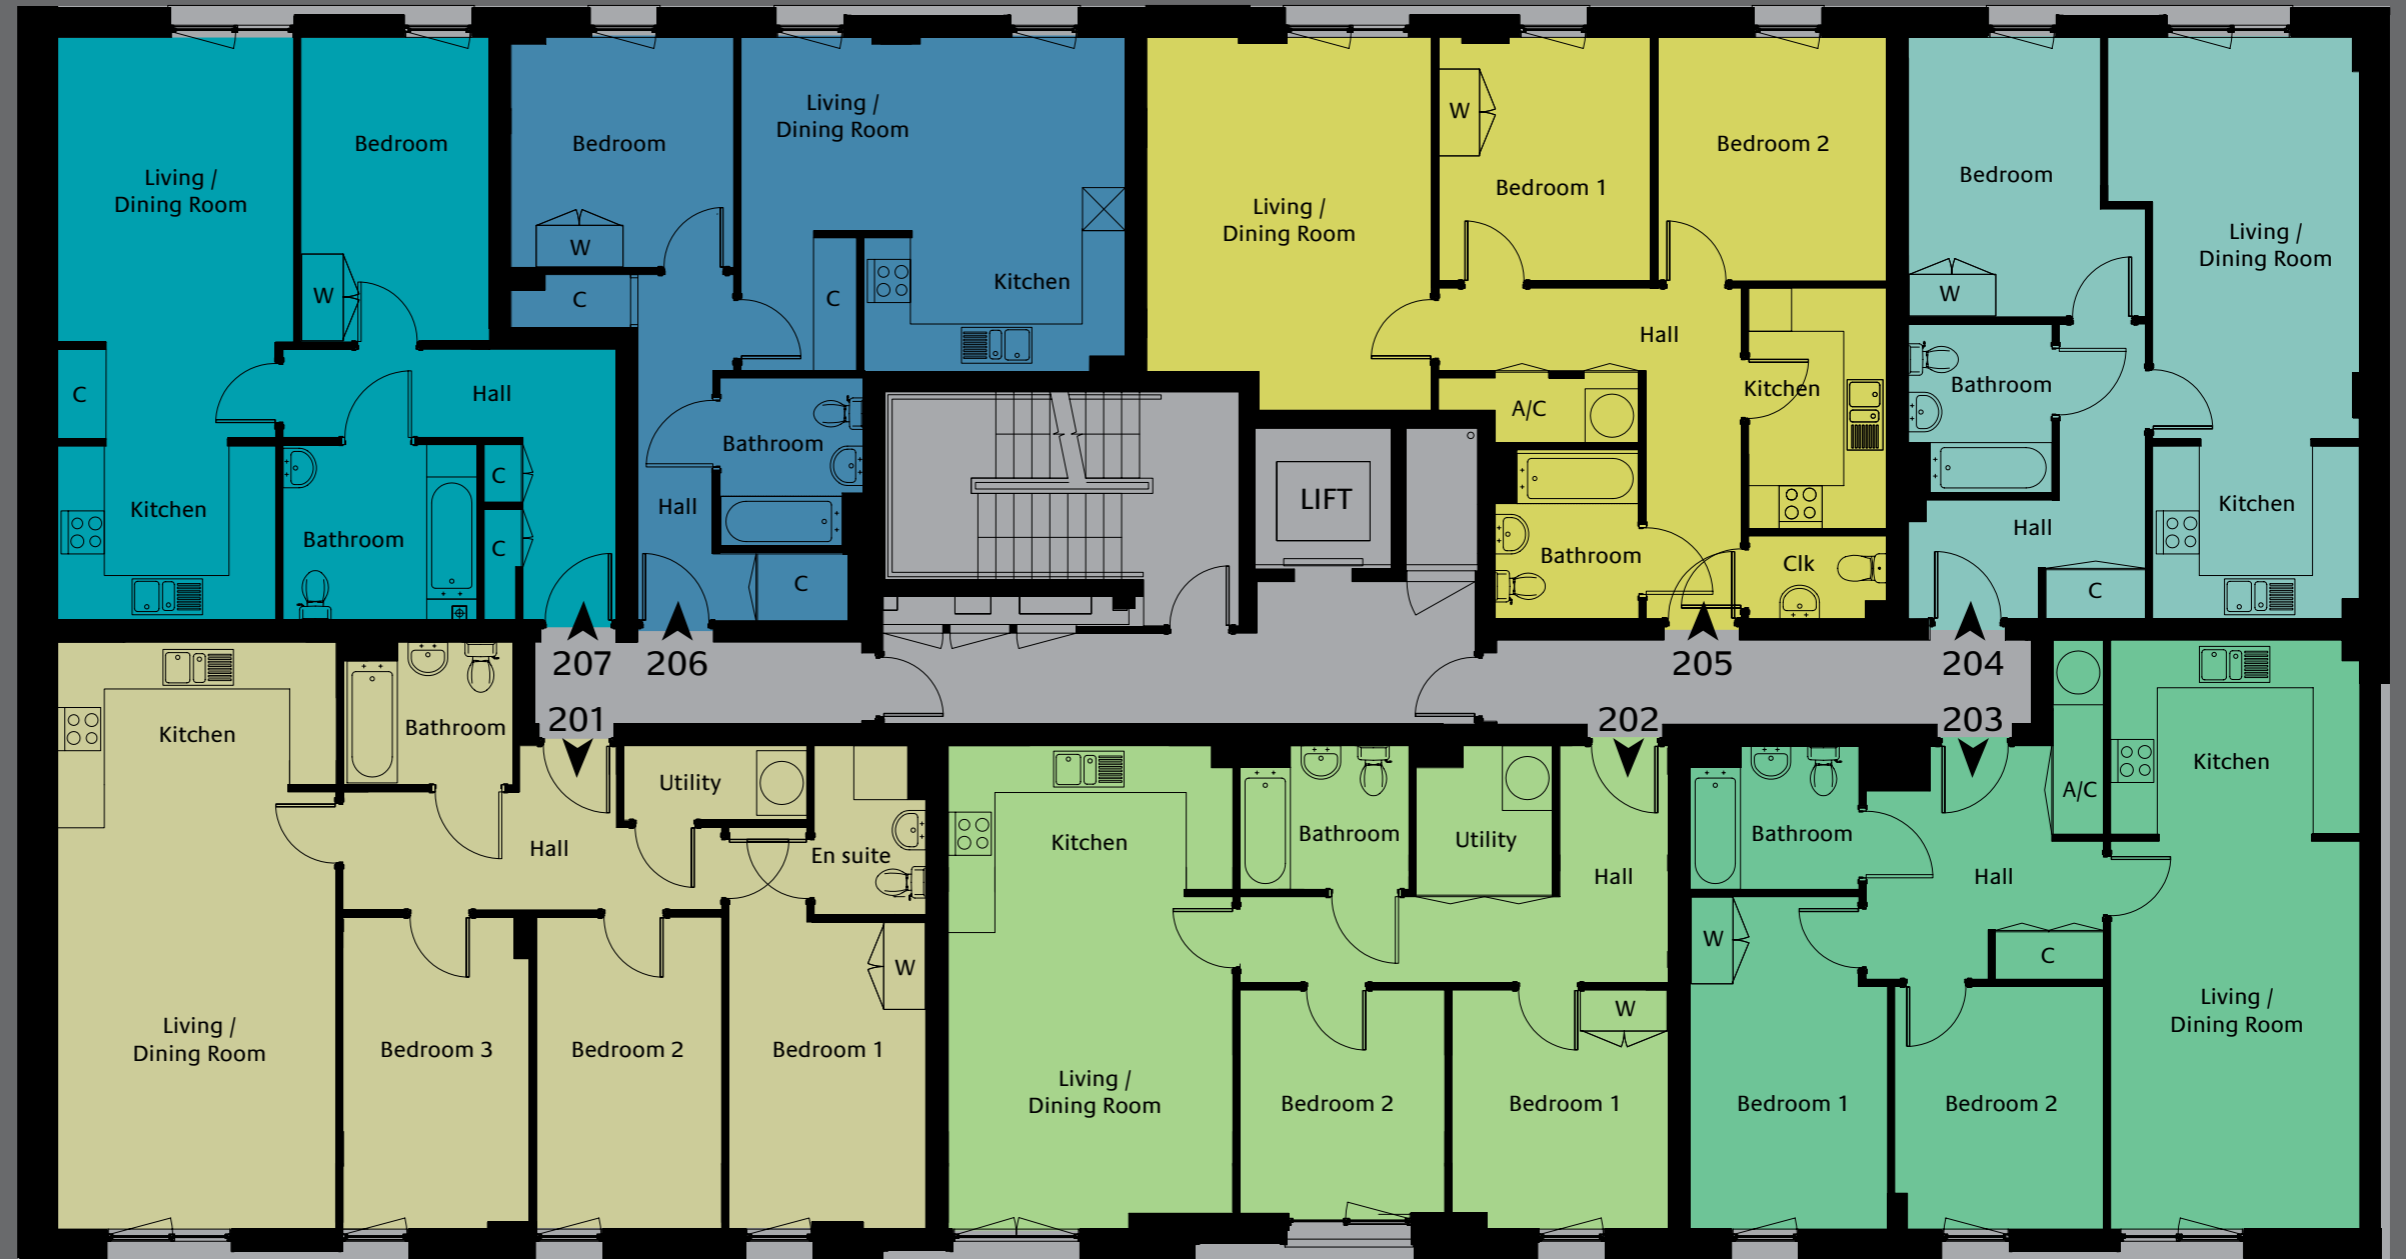 Living /
Dining Room
Bedroom
W
C
Hall
Kitchen
Bathroom
C
C
207
Bedroom
W
C
Living /
Dining Room
C
Kitchen
Bathroom
Hall
C
206
LIFT
Living /
Dining Room
W
Bedroom 1
Bedroom 2
Hall
Kitchen
A/C
Bathroom
Clk
205
Bedroom
W
Living /
Dining Room
Bathroom
Kitchen
Hall
C
204
201
Kitchen
Bathroom
Utility
Hall
En suite
W
Living /
Dining Room
Bedroom 3
Bedroom 2
Bedroom 1
202
Kitchen
Bathroom
Utility
Hall
W
Living /
Dining Room
Bedroom 2
Bedroom 1
203
Bathroom
A/C
Kitchen
Hall
W
C
Living /
Dining Room
Bedroom 1
Bedroom 2